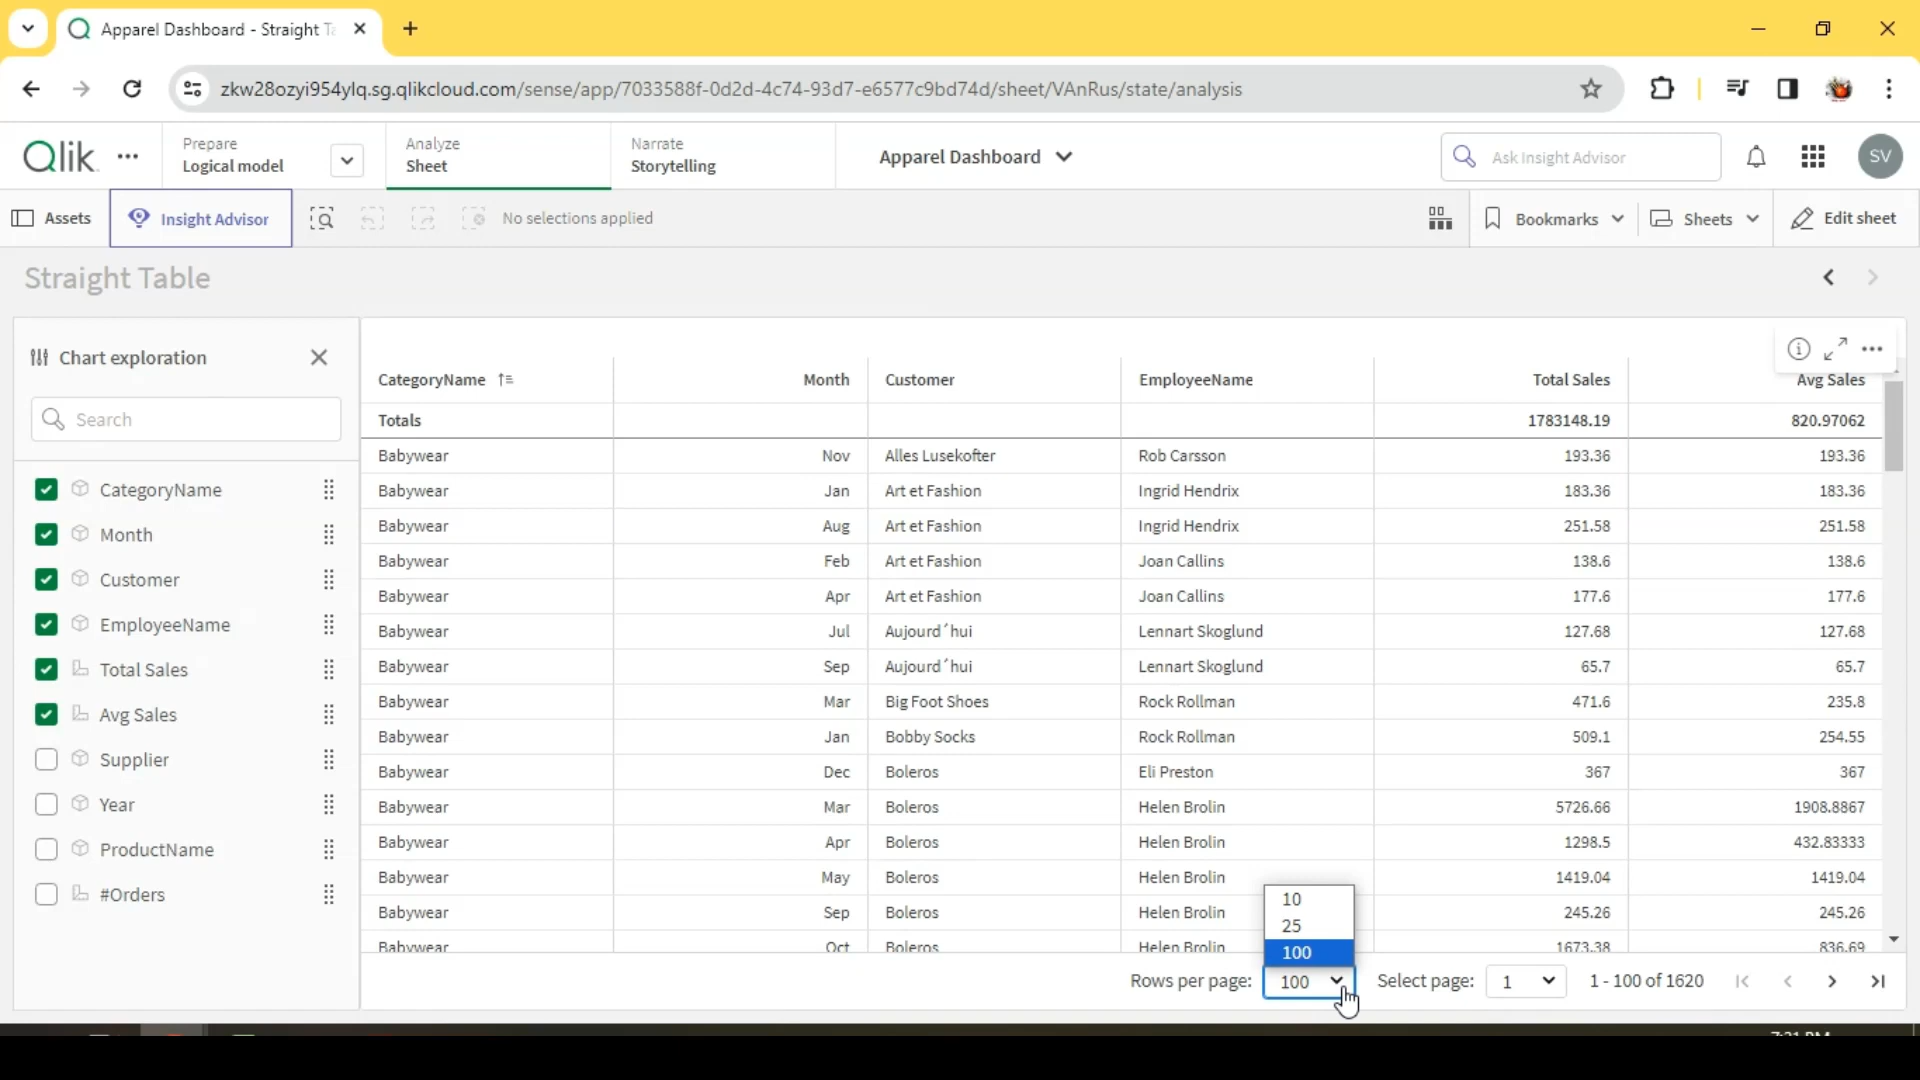 Apparel Dashboard - Straight Ta
zkw28ozyi954ylq.sg.qlikcloud.com/sense/app/7033588f-0d2d-4c74-93d7-e6577c9bd74d/sheet/VAnRus/state/analysis
Qlik
Prepare
Logical model
Analyze
Sheet
Narrate
Storytelling
Apparel Dashboard
Ask Insight Advisor
SV
Assets
Insight Advisor
No selections applied
Bookmarks
Sheets
Edit sheet
Straight Table
Chart exploration
Search
CategoryName
Month
Customer
EmployeeName
Total Sales
Avg Sales
Supplier
Year
ProductName
#Orders
CategoryName Month Customer EmployeeName Total Sales Avg Sales
Totals 1783148.19 820.97062
Babywear Nov Alles Lusekofter Rob Carsson 193.36 193.36
Babywear Jan Art et Fashion Ingrid Hendrix 183.36 183.36
Babywear Aug Art et Fashion Ingrid Hendrix 251.58 251.58
Babywear Feb Art et Fashion Joan Callins 138.6 138.6
Babywear Apr Art et Fashion Joan Callins 177.6 177.6
Babywear Jul Aujourd´hui Lennart Skoglund 127.68 127.68
Babywear Sep Aujourd´hui Lennart Skoglund 65.7 65.7
Babywear Mar Big Foot Shoes Rock Rollman 471.6 235.8
Babywear Jan Bobby Socks Rock Rollman 509.1 254.55
Babywear Dec Boleros Eli Preston 367 367
Babywear Mar Boleros Helen Brolin 5726.66 1908.8867
Babywear Apr Boleros Helen Brolin 1298.5 432.83333
Babywear May Boleros Helen Brolin 1419.04 1419.04
Babywear Sep Boleros Helen Brolin 245.26 245.26
Babywear Oct Boleros Helen Brolin 1673.38 836.69
10
25
100
Rows per page: 100 Select page: 1 1 - 100 of 1620